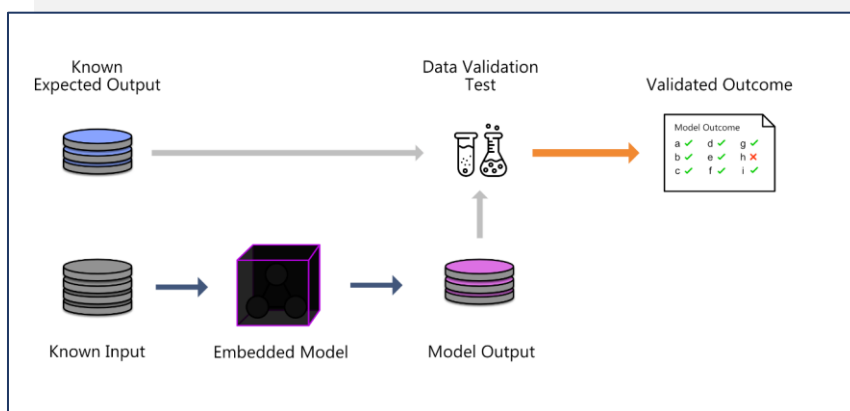 Known
Expected Output
Data Validation
Test
Validated Outcome
Model Outcome
a ✓ d ✓ g ✓
b ✓ e ✓ h ✗
c ✓ f ✓ i ✓
Known Input
Embedded Model
Model Output